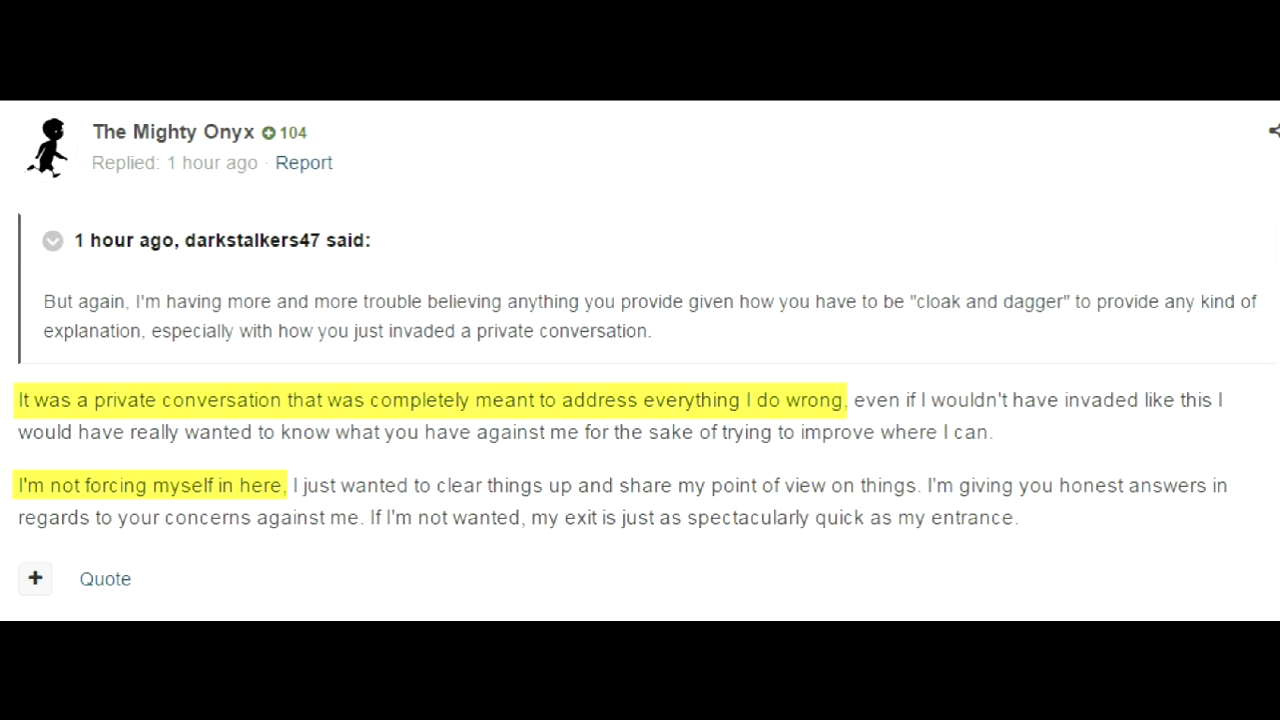 The Mighty Onyx 104
Replied: 1 hour ago · Report
1 hour ago, darkstalkers47 said:
But again, I'm having more and more trouble believing anything you provide given how you have to be "cloak and dagger" to provide any kind of
explanation, especially with how you just invaded a private conversation.
It was a private conversation that was completely meant to address everything I do wrong, even if I wouldn't have invaded like this I
would have really wanted to know what you have against me for the sake of trying to improve where I can.
I'm not forcing myself in here, I just wanted to clear things up and share my point of view on things. I'm giving you honest answers in
regards to your concerns against me. If I'm not wanted, my exit is just as spectacularly quick as my entrance.
+ Quote